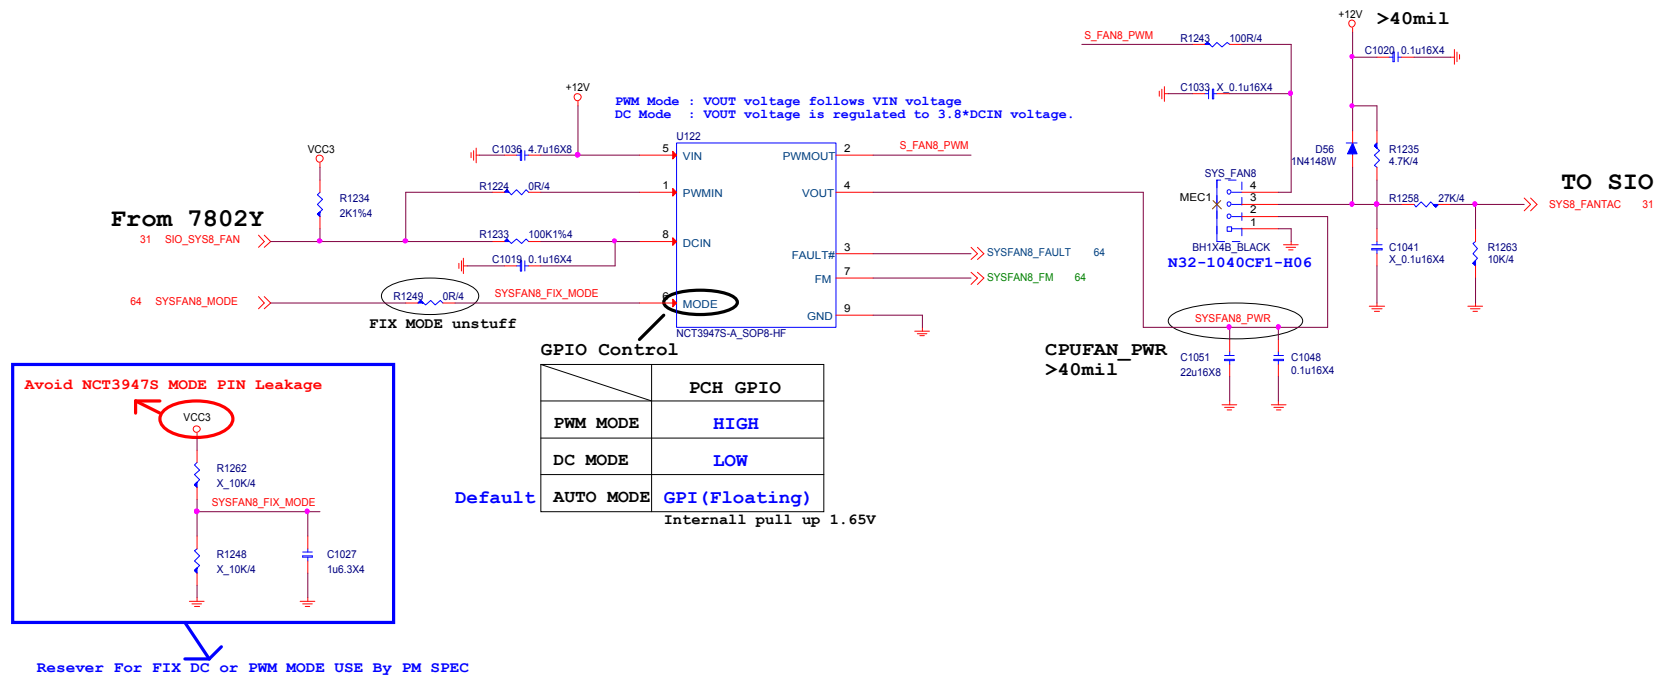 +12V >40mil
S_FAN8_PWM R1243 100R/4
C1020 0.1u16X4
+12V
C1033 X_0.1u16X4
PWM Mode : VOUT voltage follows VIN voltage
DC Mode : VOUT voltage is regulated to 3.8*DCIN voltage.
U122
VCC3
C1036 4.7u16X8 5 VIN PWMOUT 2 S_FAN8_PWM
D56
1N4148W
R1235
4.7K/4
SYS_FAN8
R1224 0R/4 1 PWMIN VOUT 4
MEC1 4
3
2
1
R1234
2K1%4
R1258 27K/4
TO SIO
SYS8_FANTAC 31
From 7802Y
31 SIO_SYS8_FAN
R1233 100K1%4 8 DCIN
FAULT# 3 SYSFAN8_FAULT 64
BH1X4B_BLACK
N32-1040CF1-H06
C1041
X_0.1u16X4
R1263
10K/4
C1019 0.1u16X4
FM 7 SYSFAN8_FM 64
64 SYSFAN8_MODE R1249 0R/4 SYSFAN8_FIX_MODE 6 MODE
FIX MODE unstuff
GND 9
NCT3947S-A_SOP8-HF
SYSFAN8_PWR
GPIO Control
CPUFAN_PWR
>40mil
C1051
22u16X8
C1048
0.1u16X4
PCH GPIO
PWM MODE HIGH
DC MODE LOW
Default AUTO MODE GPI(Floating)
Internall pull up 1.65V
Avoid NCT3947S MODE PIN Leakage
VCC3
R1262
X_10K/4
SYSFAN8_FIX_MODE
R1248
X_10K/4
C1027
1u6.3X4
Resever For FIX DC or PWM MODE USE By PM SPEC